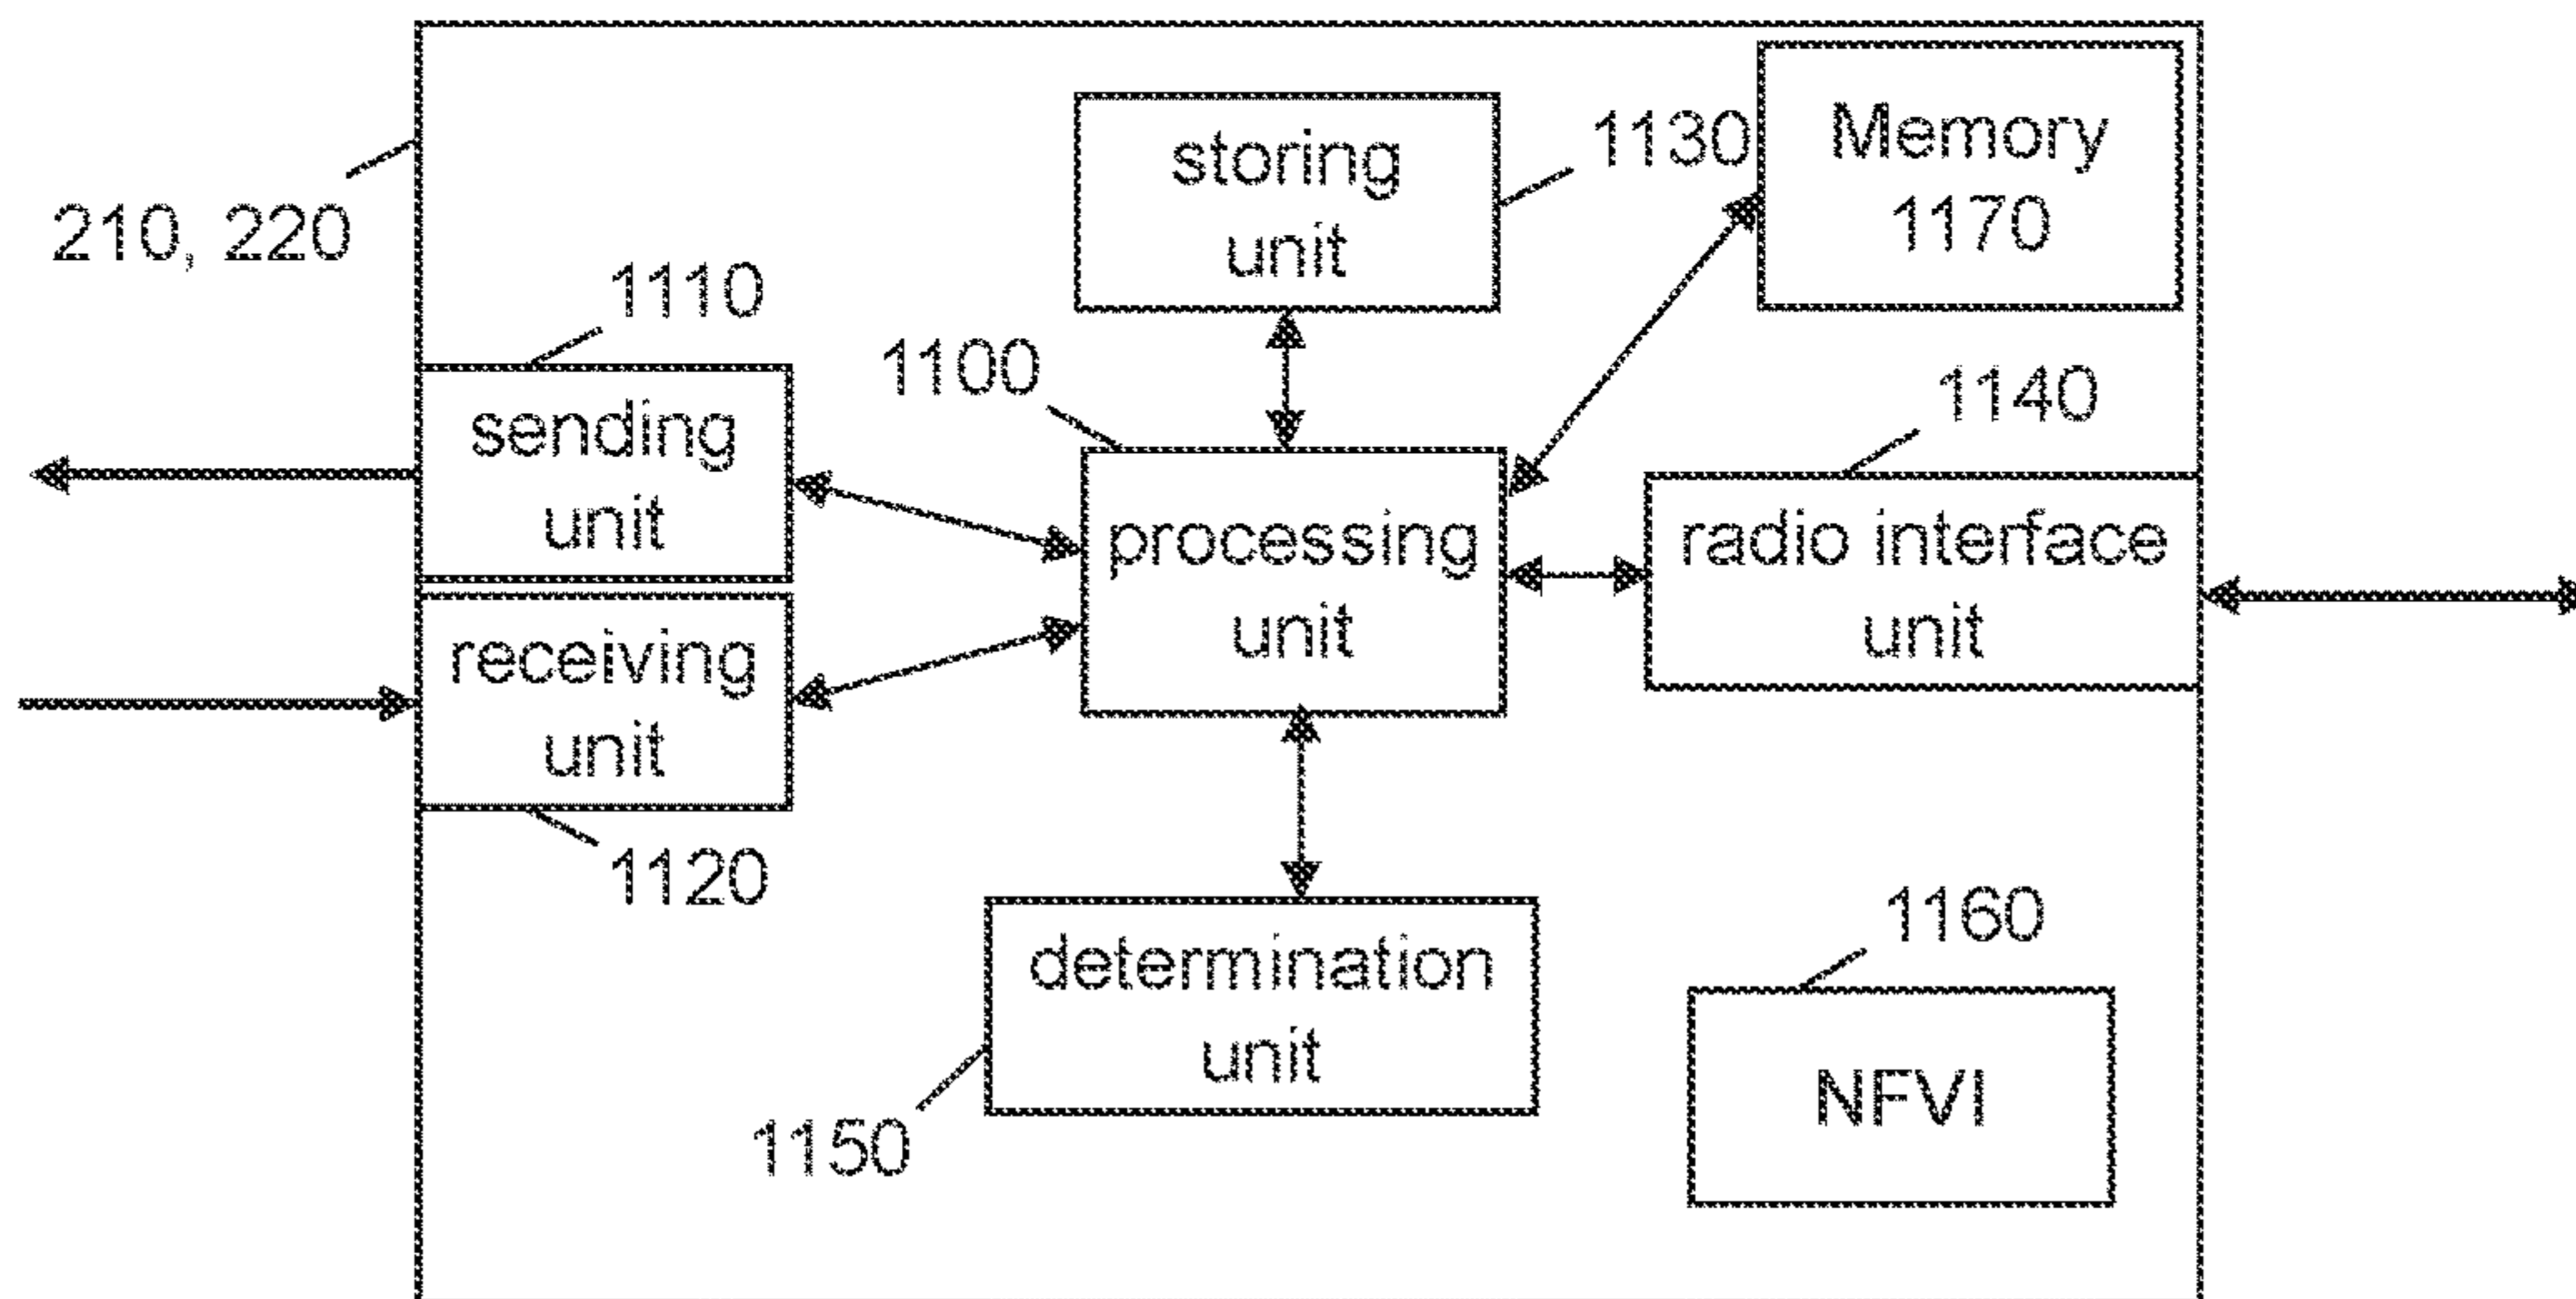 210, 220
1110
sending
unit
receiving
unit
1120
1100
processing
unit
storing
unit
1130
Memory
1170
1140
radio interface
unit
determination
unit
1150
1160
NFVI